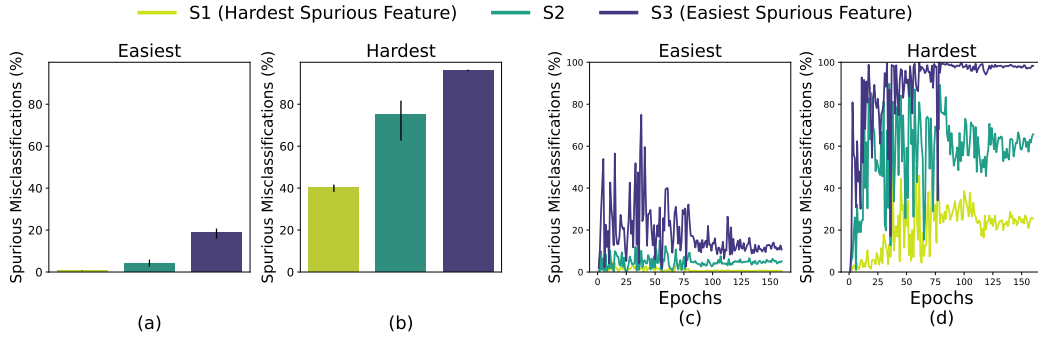 S1 (Hardest Spurious Feature) S2 S3 (Easiest Spurious Feature)
Easiest
Spurious Misclassifications (%)
80
60
40
20
0
(a)
Hardest
Spurious Misclassifications (%)
80
60
40
20
0
(b)
Easiest
Spurious Misclassifications (%)
100
80
60
40
20
0
0 25 50 75 100 125 150
Epochs
(c)
Hardest
Spurious Misclassifications (%)
100
80
60
40
20
0
0 25 50 75 100 125 150
Epochs
(d)